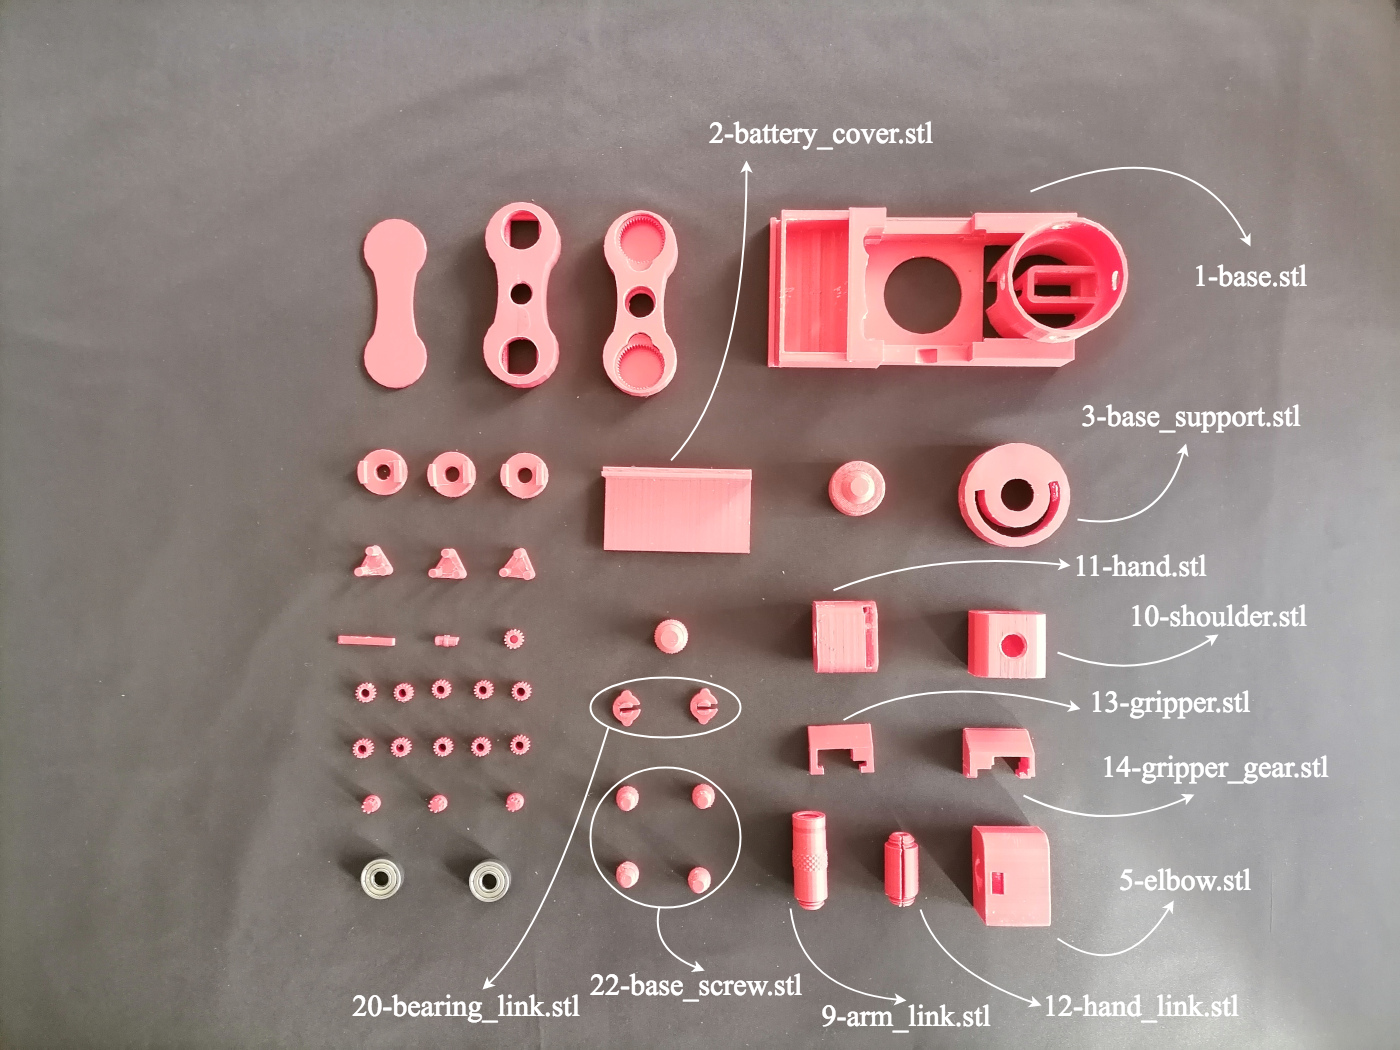 2-battery_cover.stl
1-base.stl
3-base_support.stl
11-hand.stl
10-shoulder.stl
13-gripper.stl
14-gripper_gear.stl
5-elbow.stl
22-base_screw.stl
20-bearing_link.stl
9-arm_link.stl
12-hand_link.stl